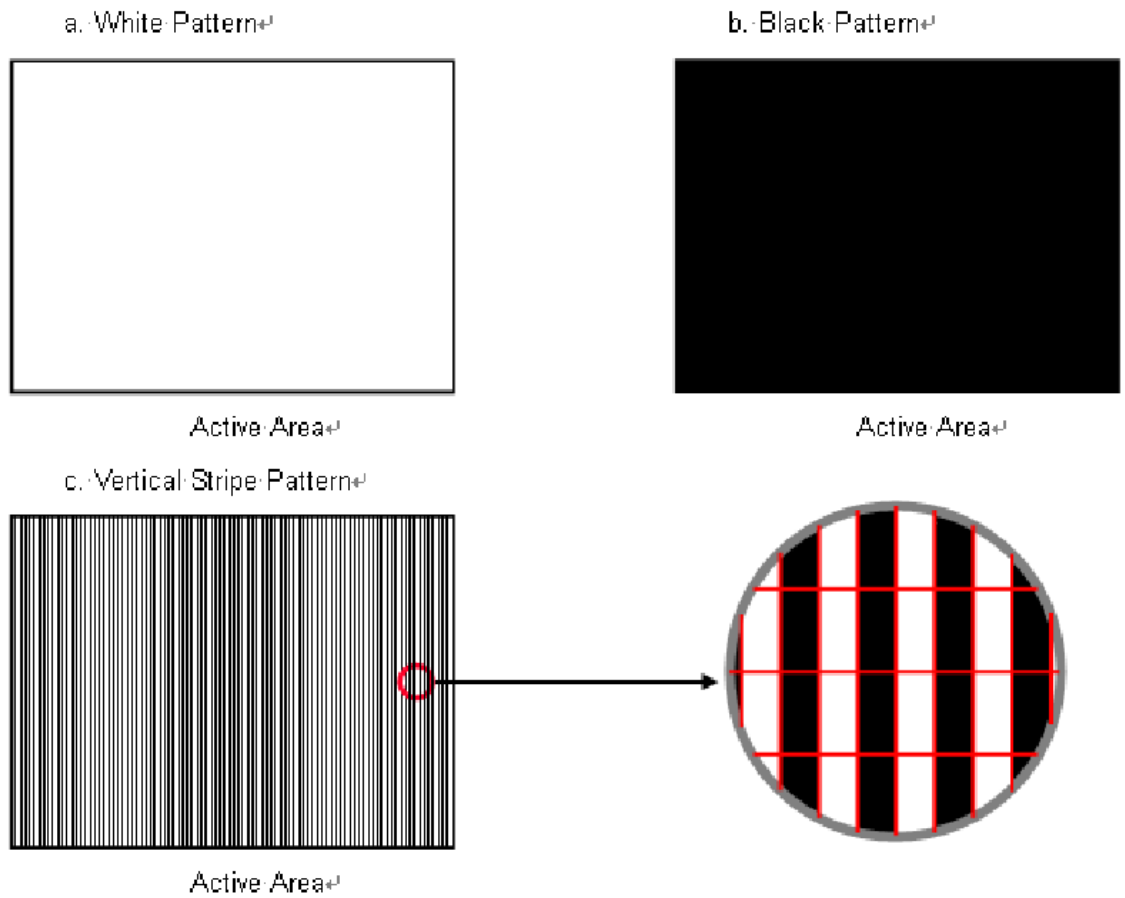 a. White Pattern↵
b. Black Pattern↵
Active Area↵
Active Area↵
c. Vertical Stripe Pattern↵
Active Area↵